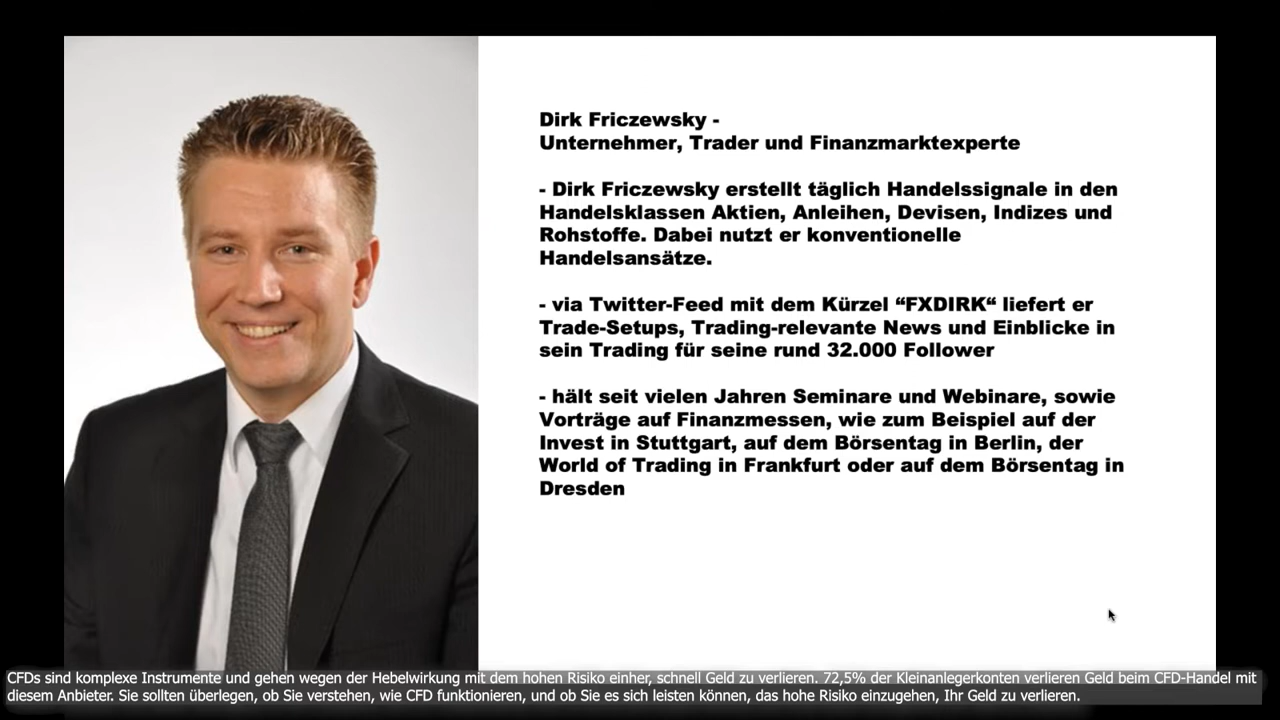 Dirk Friczewsky -
Unternehmer, Trader und Finanzmarktexperte
- Dirk Friczewsky erstellt täglich Handelssignale in den
Handelsklassen Aktien, Anleihen, Devisen, Indizes und
Rohstoffe. Dabei nutzt er konventionelle
Handelsansätze.
- via Twitter-Feed mit dem Kürzel “FXDIRK“ liefert er
Trade-Setups, Trading-relevante News und Einblicke in
sein Trading für seine rund 32.000 Follower
- hält seit vielen Jahren Seminare und Webinare, sowie
Vorträge auf Finanzmessen, wie zum Beispiel auf der
Invest in Stuttgart, auf dem Börsentag in Berlin, der
World of Trading in Frankfurt oder auf dem Börsentag in
Dresden
CFDs sind komplexe Instrumente und gehen wegen der Hebelwirkung mit dem hohen Risiko einher, schnell Geld zu verlieren. 72,5% der Kleinanlegerkonten verlieren Geld beim CFD-Handel mit
diesem Anbieter. Sie sollten überlegen, ob Sie verstehen, wie CFD funktionieren, und ob Sie es sich leisten können, das hohe Risiko einzugehen, Ihr Geld zu verlieren.